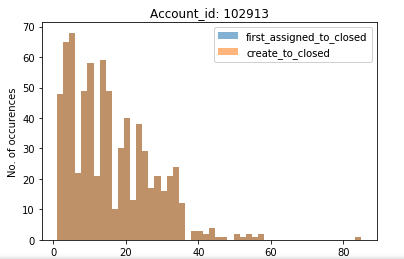 Account_id: 102913
first_assigned_to_closed
create_to_closed
No. of occurences
70
60
50
40
30
20
10
0
0 20 40 60 80